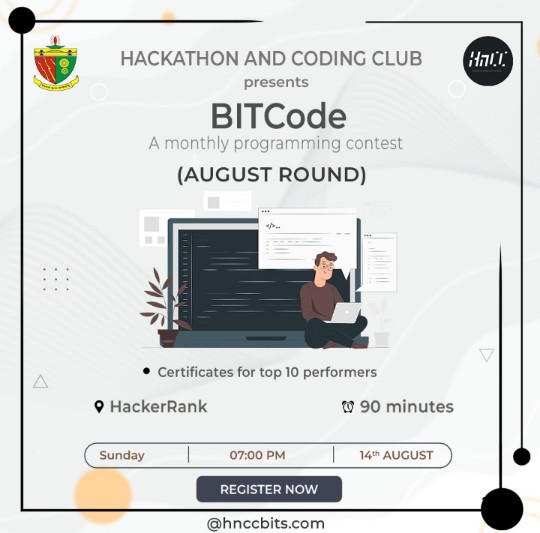 HACKATHON AND CODING CLUB
HnCC
presents
BITCode
A monthly programming contest
(AUGUST ROUND)
</>
Certificates for top 10 performers
HackerRank
90 minutes
Sunday
07:00 PM
14th AUGUST
REGISTER NOW
@hnccbits.com